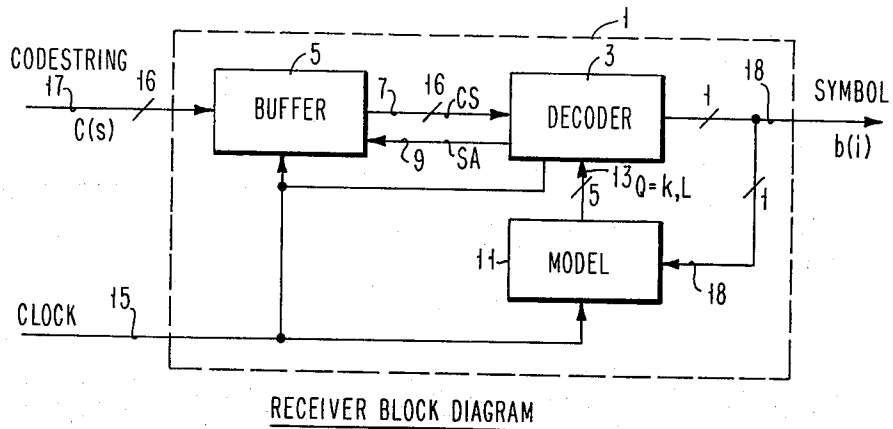 1
CODESTRING
17
16
C(s)
5
BUFFER
7
16
CS
9
SA
3
DECODER
1
18
SYMBOL
b(i)
13
Q=k,L
5
1
11
MODEL
18
CLOCK
15
RECEIVER BLOCK DIAGRAM